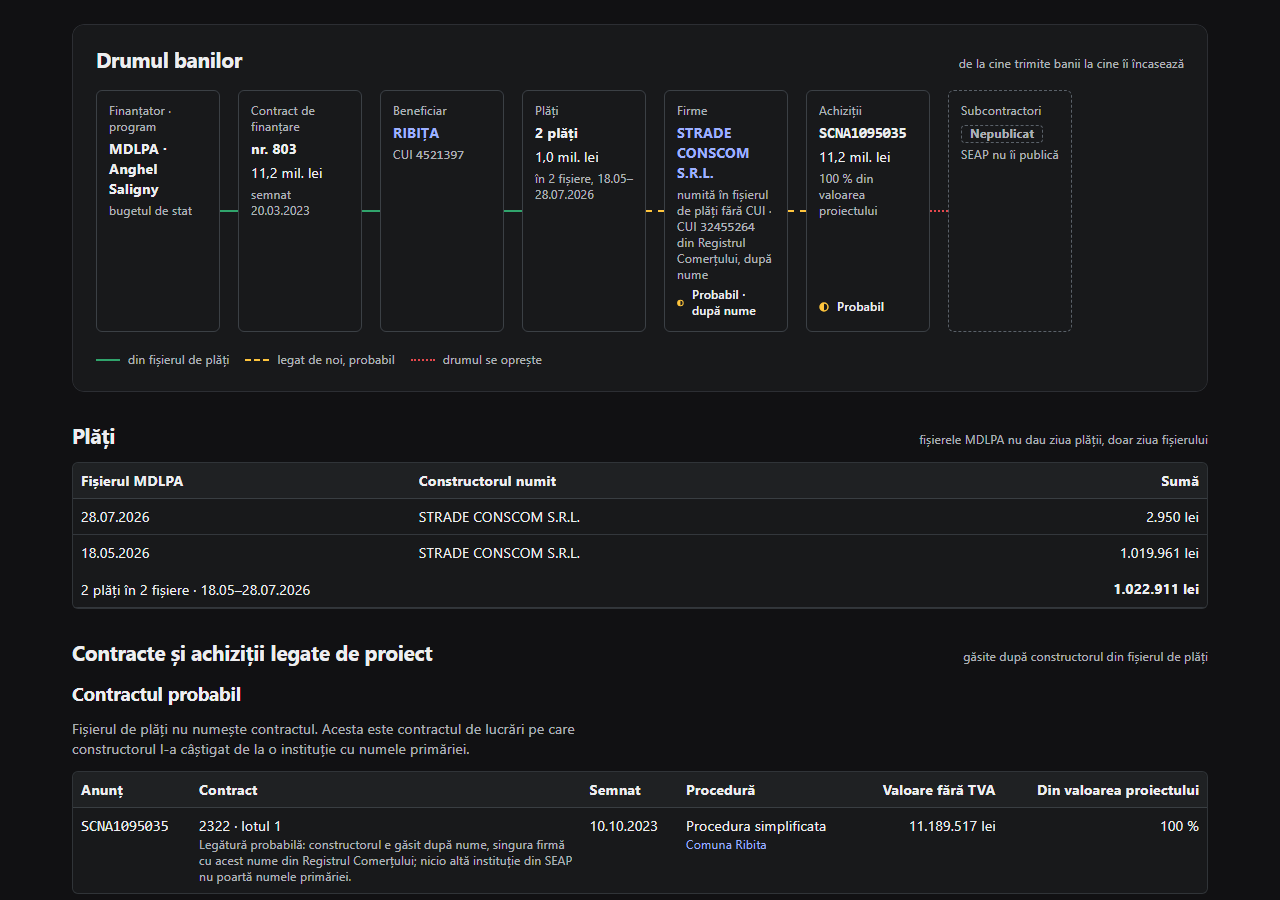 Drumul banilor
de la cine trimite banii la cine îi încasează
Finanțator ·
program
MDLPA ·
Anghel
Saligny
bugetul de stat
Contract de
finanțare
nr. 803
11,2 mil. lei
semnat
20.03.2023
Beneficiar
RIBIȚA
CUI 4521397
Plăți
2 plăți
1,0 mil. lei
în 2 fișiere, 18.05–
28.07.2026
Firme
STRADE
CONSCOM
S.R.L.
numită în fișierul
de plăți fără CUI ·
CUI 32455264
din Registrul
Comerțului, după
nume
Probabil ·
după nume
Achiziții
SCNA1095035
11,2 mil. lei
100 % din
valoarea
proiectului
Probabil
Subcontractori
Nepublicat
SEAP nu îi publică
din fișierul de plăți
legat de noi, probabil
drumul se oprește
Plăți
fișierele MDLPA nu dau ziua plății, doar ziua fișierului
Fișierul MDLPA Constructorul numit Sumă
28.07.2026 STRADE CONSCOM S.R.L. 2.950 lei
18.05.2026 STRADE CONSCOM S.R.L. 1.019.961 lei
2 plăți în 2 fișiere · 18.05–28.07.2026 1.022.911 lei
Contracte și achiziții legate de proiect
găsite după constructorul din fișierul de plăți
Contractul probabil
Fișierul de plăți nu numește contractul. Acesta este contractul de lucrări pe care
constructorul l-a câștigat de la o instituție cu numele primăriei.
Anunț Contract Semnat Procedură Valoare fără TVA Din valoarea proiectului
SCNA1095035 2322 · lotul 1 10.10.2023 Procedura simplificata 11.189.517 lei 100 %
Legătură probabilă: constructorul e găsit după nume, singura firmă
cu acest nume din Registrul Comerțului; nicio altă instituție din SEAP
nu poartă numele primăriei.
Comuna Ribita